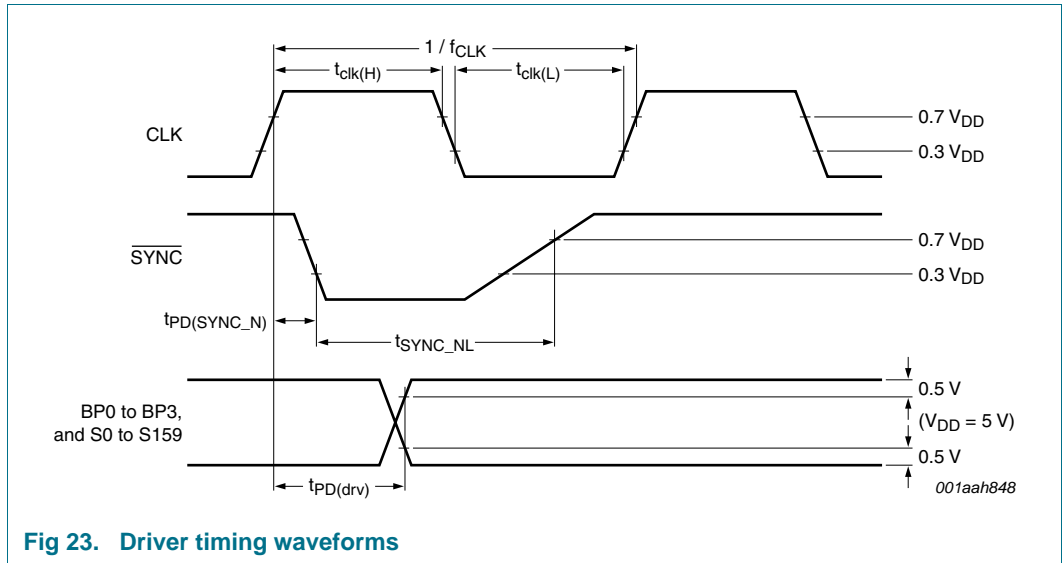 1 / fCLK
tclk(H)
tclk(L)
CLK
0.7 VDD
0.3 VDD
SYNC
0.7 VDD
0.3 VDD
tPD(SYNC_N)
tSYNC_NL
BP0 to BP3,
and S0 to S159
0.5 V
(VDD = 5 V)
0.5 V
tPD(drv)
001aah848
Fig 23. Driver timing waveforms